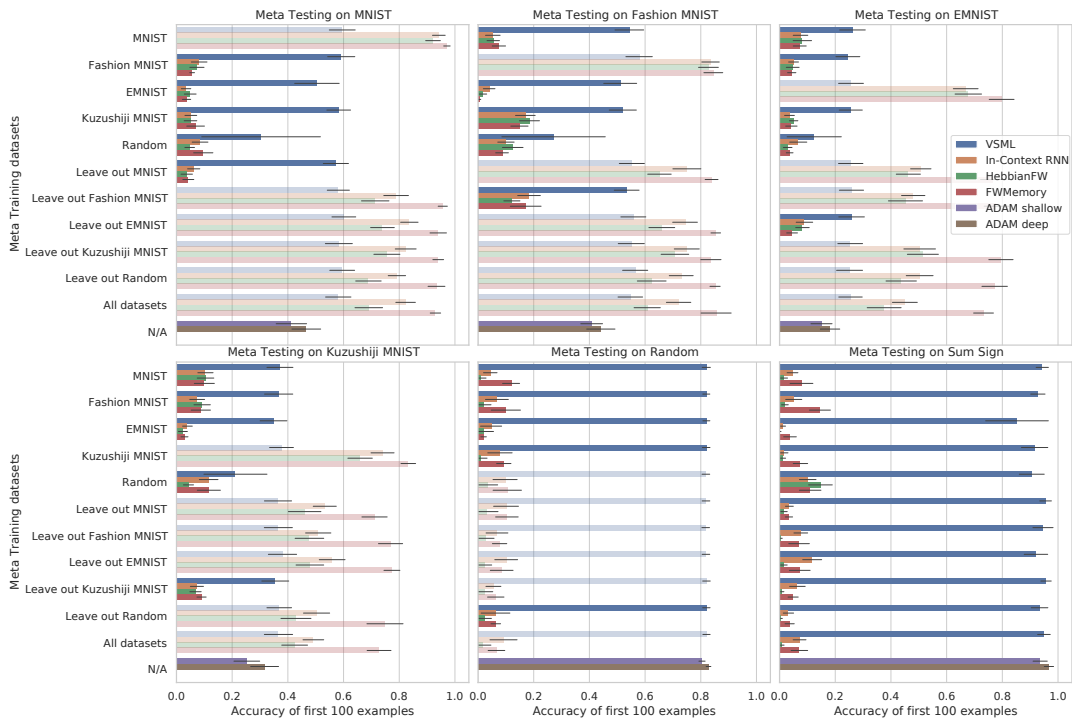 Meta Testing on MNIST
Meta Testing on Fashion MNIST
Meta Testing on EMNIST
Meta Training datasets
MNIST
Fashion MNIST
EMNIST
Kuzushiji MNIST
Random
Leave out MNIST
Leave out Fashion MNIST
Leave out EMNIST
Leave out Kuzushiji MNIST
Leave out Random
All datasets
N/A
VSML
In-Context RNN
HebbianFW
FWMemory
ADAM shallow
ADAM deep
Meta Testing on Kuzushiji MNIST
Meta Testing on Random
Meta Testing on Sum Sign
Meta Training datasets
MNIST
Fashion MNIST
EMNIST
Kuzushiji MNIST
Random
Leave out MNIST
Leave out Fashion MNIST
Leave out EMNIST
Leave out Kuzushiji MNIST
Leave out Random
All datasets
N/A
0.0 0.2 0.4 0.6 0.8 1.0
0.0 0.2 0.4 0.6 0.8 1.0
0.0 0.2 0.4 0.6 0.8 1.0
Accuracy of first 100 examples
Accuracy of first 100 examples
Accuracy of first 100 examples